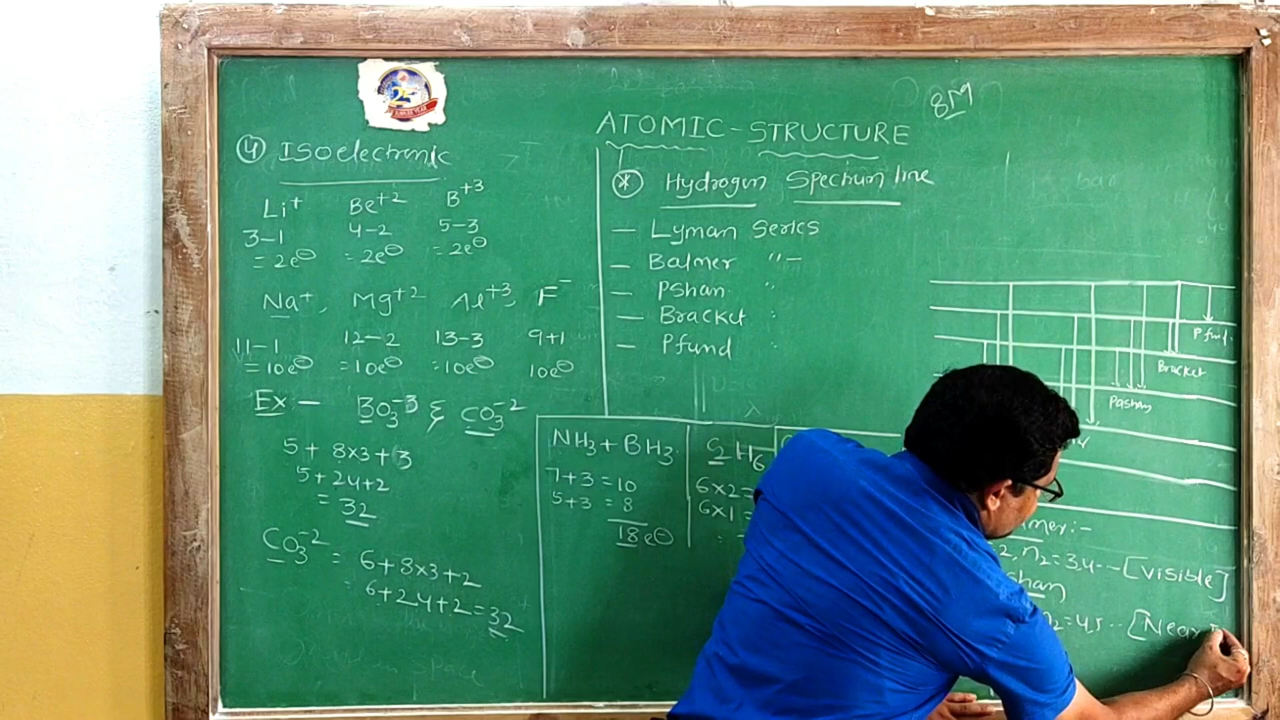 8M
ATOMIC-STRUCTURE
④ ISOelectronic
Li⁺ Be⁺² B⁺³
3-1 4-2 5-3
=2e⊖ =2e⊖ =2e⊖
Na⁺, Mg⁺² Al⁺³, F⁻
11-1 12-2 13-3 9+1
=10e⊖ =10e⊖ =10e⊖ 10e⊖
Ex - BO₃⁻³ & CO₃⁻²
5+ 8x3+3
5+24+2
= 32
CO₃⁻² = 6+8x3+2
6+24+2=32
* Hydrogen Spectrum line
- Lyman Series
- Balmer "-
- Pshan "
- Bracket "
- Pfund "
NH₃ + BH₃
7+3=10
5+3=8
18e⊖
C₂H₆
6x2=
6x1=
Pfund.
Bracket
Pashan
mer:-
2, n₂=3,4--[Visible]
shan
n₂=4,5--[Near